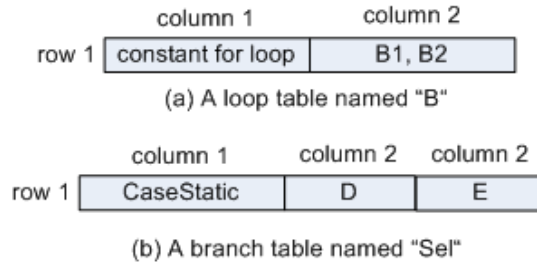 column 1 column 2
row 1 constant for loop B1, B2
(a) A loop table named “B“
column 1 column 2 column 2
row 1 CaseStatic D E
(b) A branch table named “Sel“